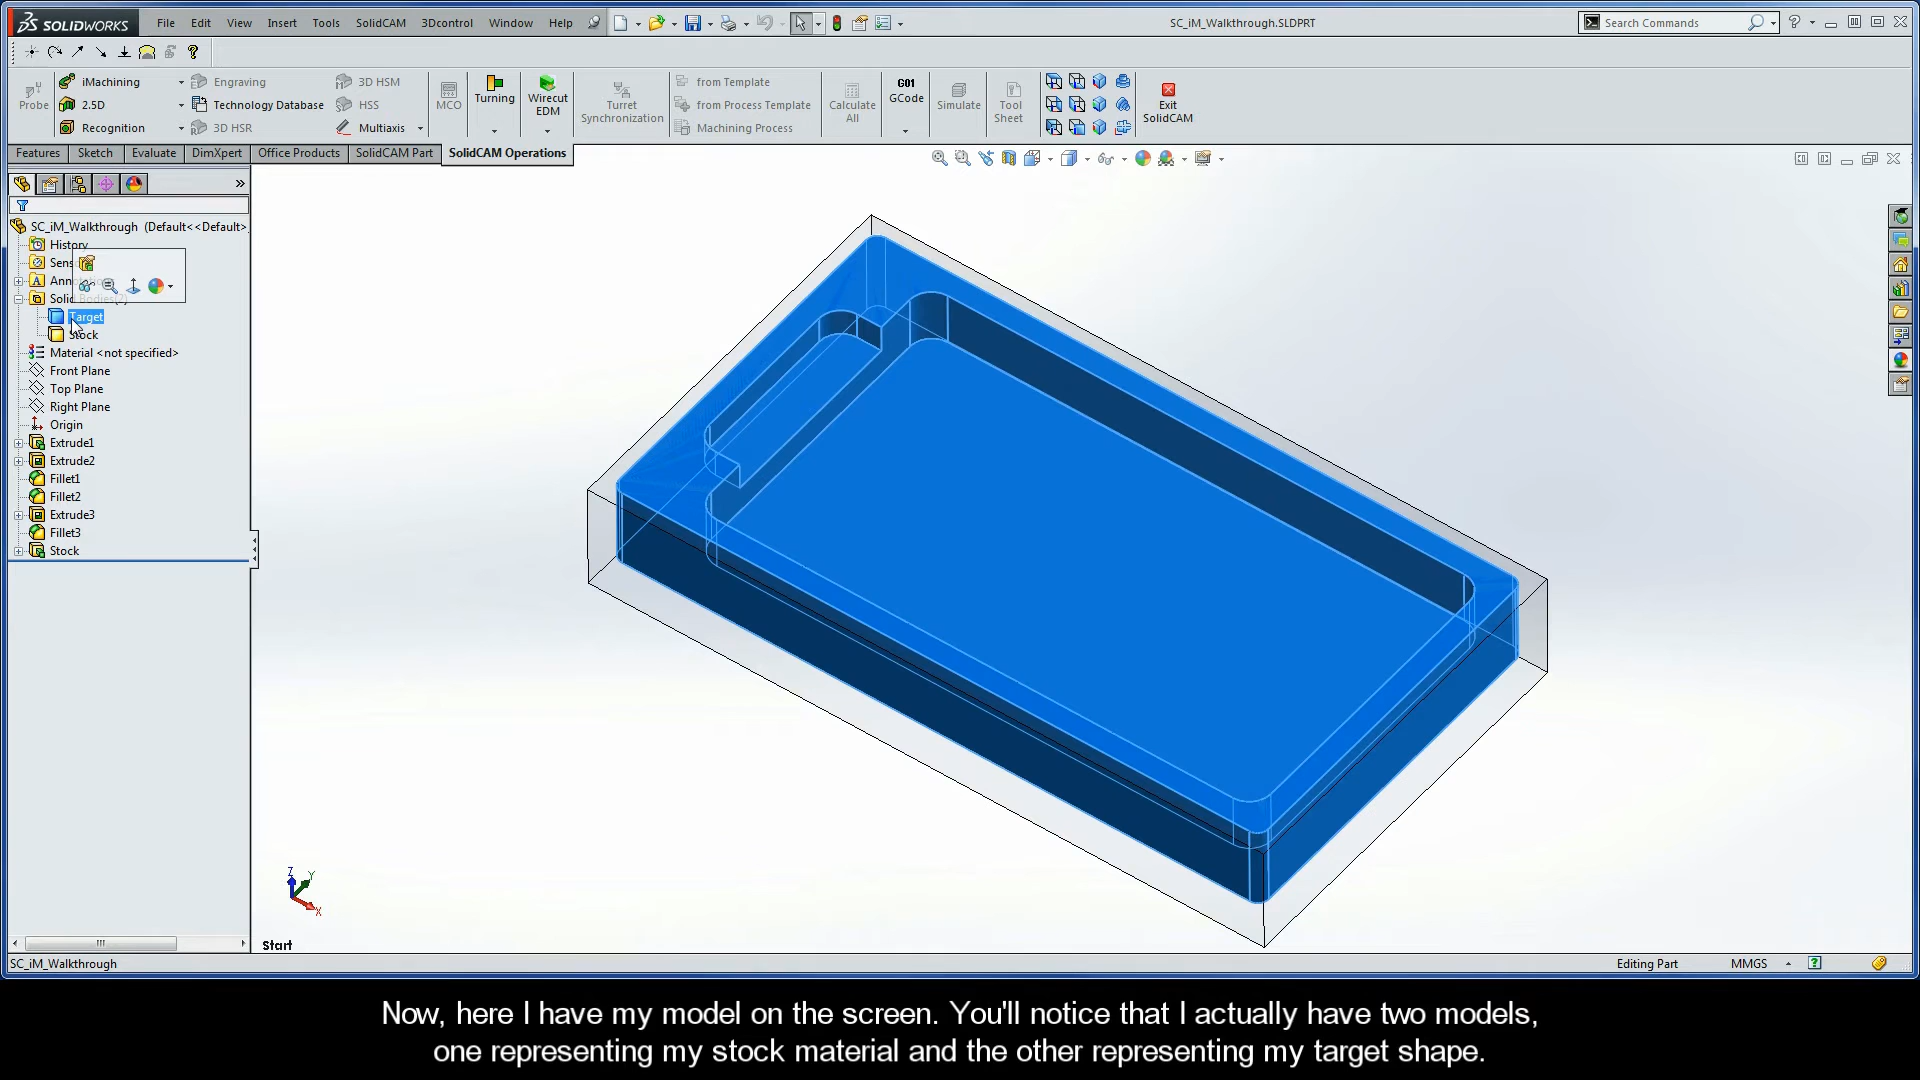 SOLIDWORKS File Edit View Insert Tools SolidCAM 3Dcontrol Window Help SC_iM_Walkthrough.SLDPRT Search Commands
Probe iMachining Engraving 3D HSM MCO Turning Wirecut EDM Turret Synchronization from Template Calculate All G01 GCode Simulate Tool Sheet Exit SolidCAM
2.5D Technology Database HSS from Process Template
Recognition 3D HSR Multiaxis Machining Process
Features Sketch Evaluate DimXpert Office Products SolidCAM Part SolidCAM Operations
SC_iM_Walkthrough (Default<<Default>
History
Sens
Solid Bodies(2)
Target
Stock
Material <not specified>
Front Plane
Top Plane
Right Plane
Origin
Extrude1
Extrude2
Fillet1
Fillet2
Extrude3
Fillet3
Stock
Z Y X
Start
SC_iM_Walkthrough Editing Part MMGS
Now, here I have my model on the screen. You'll notice that I actually have two models,
one representing my stock material and the other representing my target shape.